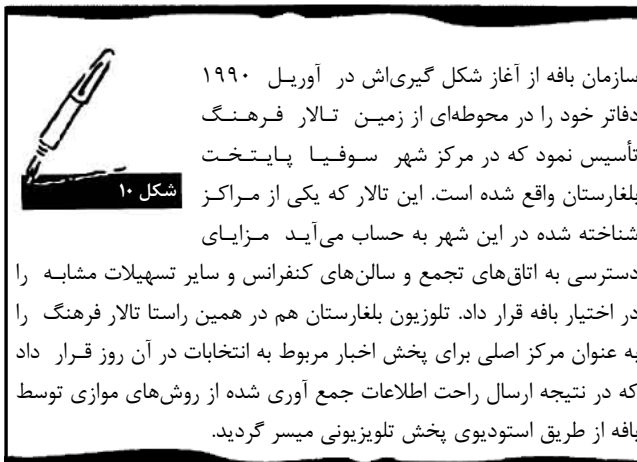 سازمان بافه از آغاز شکل گیری‌اش در آوریل ۱۹۹۰
دفاتر خود را در محوطه‌ای از زمین تالار فرهنگ
تأسیس نمود که در مرکز شهر سوفیا پایتخت
بلغارستان واقع شده است. این تالار که یکی از مراکز
شکل ۱۰
شناخته شده در این شهر به حساب می‌آید مزایای
دسترسی به اتاق‌های تجمع و سالن‌های کنفرانس و سایر تسهیلات مشابه را
در اختیار بافه قرار داد. تلوزیون بلغارستان هم در همین راستا تالار فرهنگ را
به عنوان مرکز اصلی برای پخش اخبار مربوط به انتخابات در آن روز قرار داد
که در نتیجه ارسال راحت اطلاعات جمع آوری شده از روش‌های موازی توسط
بافه از طریق استودیوی پخش تلویزیونی میسر گردید.